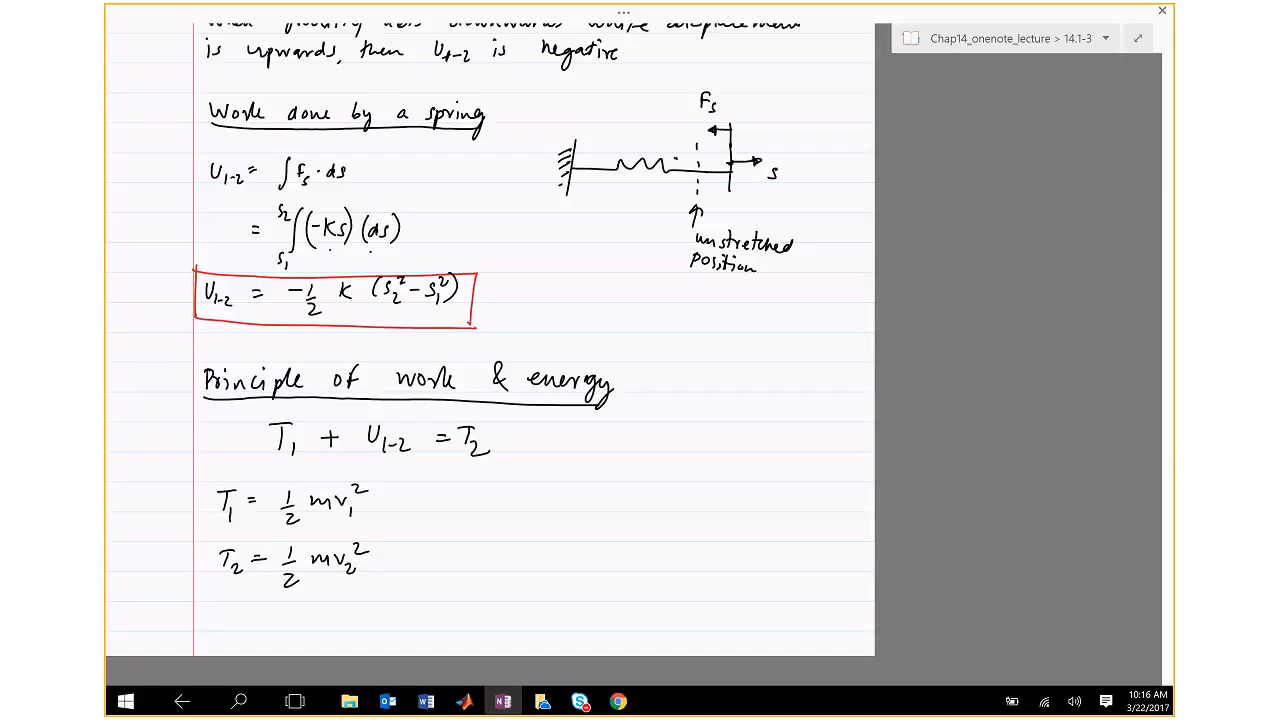 is upwards, then U₁₋₂ is negative
Chap14_onenote_lecture > 14.1-3
Work done by a spring
Fₛ
s
unstretched
position
U₁₋₂ = ∫ Fₛ · ds
= ∫ₛ₁^s₂ (-ks) (ds)
U₁₋₂ = -1/2 k (s₂² - s₁²)
Principle of work & energy
T₁ + U₁₋₂ = T₂
T₁ = 1/2 mv₁²
T₂ = 1/2 mv₂²
10:16 AM
3/22/2017